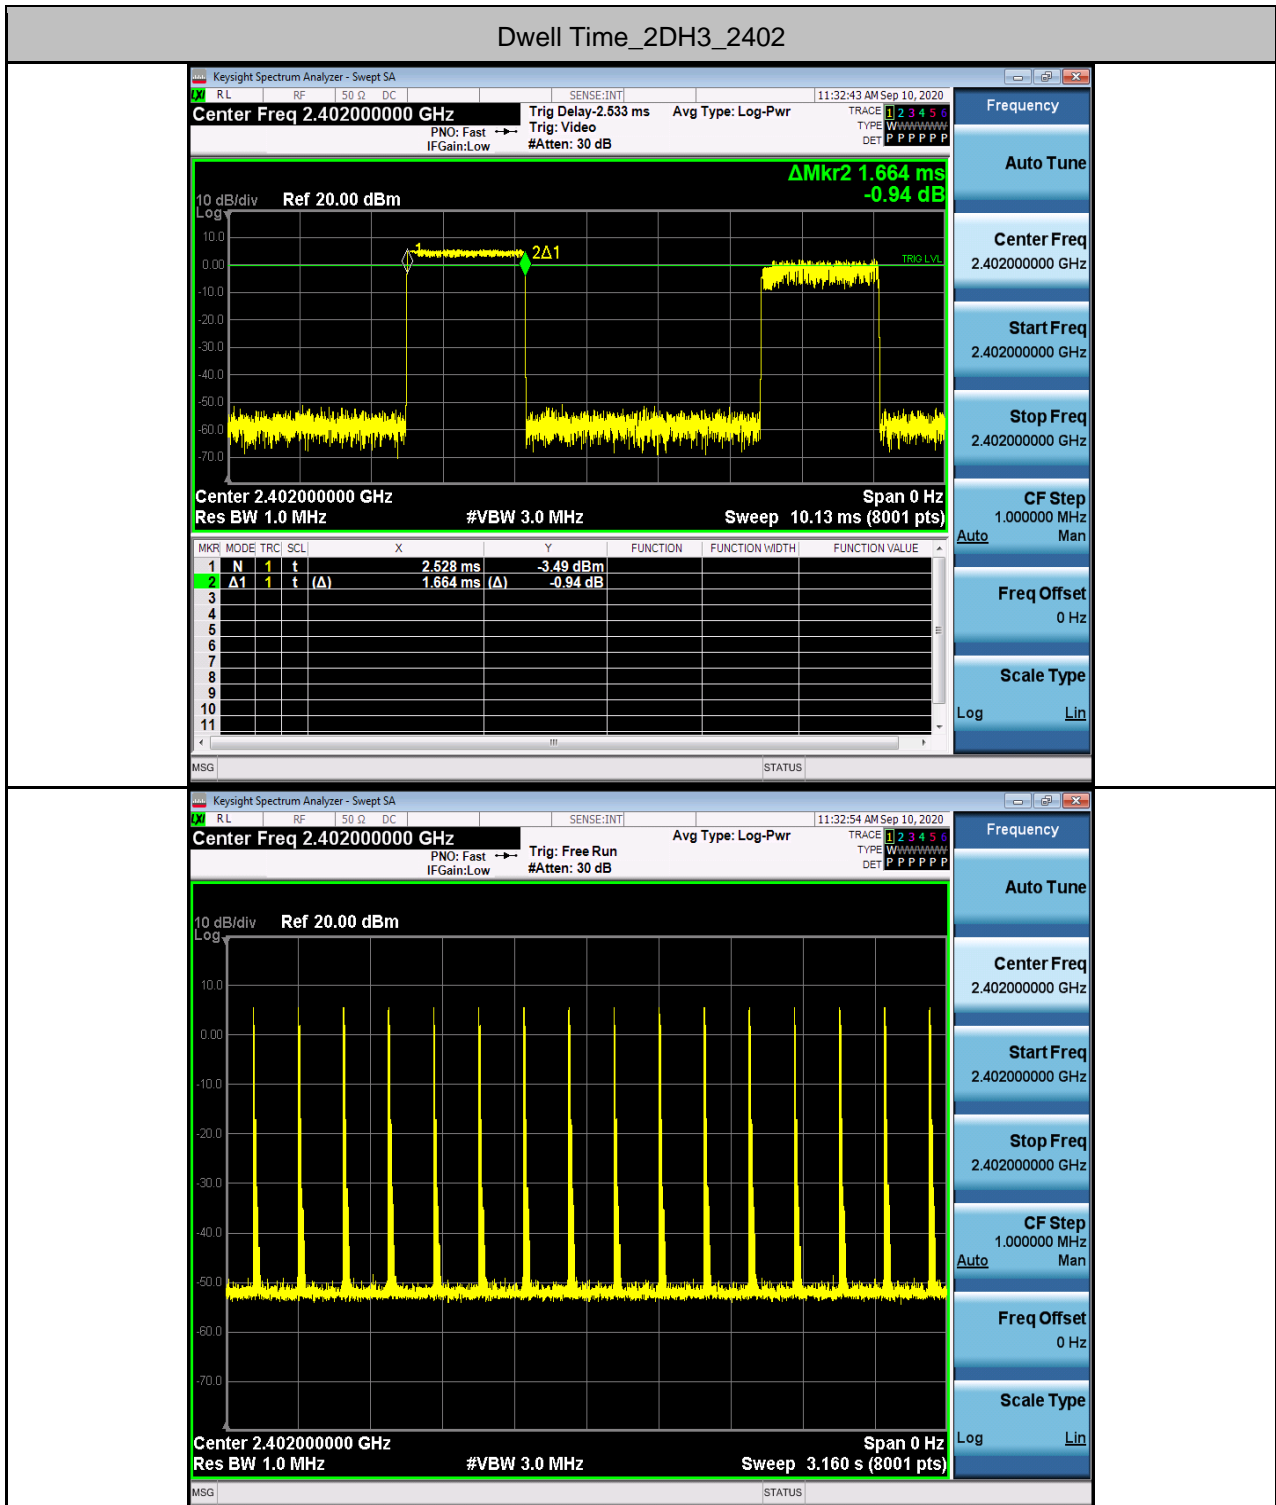 Dwell Time_2DH3_2402
Keysight Spectrum Analyzer - Swept SA
LXI RL RF 50 Ω DC SENSE:INT 11:32:43 AM Sep 10, 2020
Center Freq 2.402000000 GHz Trig Delay-2.533 ms Avg Type: Log-Pwr TRACE 1 2 3 4 5 6
PNO: Fast Trig: Video TYPE WWWWWW
IFGain:Low #Atten: 30 dB DET P P P P P P
ΔMkr2 1.664 ms
-0.94 dB
10 dB/div Ref 20.00 dBm
Log
10.0
1 2Δ1
0.00 TRIG LVL
-10.0
-20.0
-30.0
-40.0
-50.0
-60.0
-70.0
Center 2.402000000 GHz Span 0 Hz
Res BW 1.0 MHz #VBW 3.0 MHz Sweep 10.13 ms (8001 pts)
MKR MODE TRC SCL X Y FUNCTION FUNCTION WIDTH FUNCTION VALUE
1 N 1 t 2.528 ms -3.49 dBm
2 Δ1 1 t (Δ) 1.664 ms (Δ) -0.94 dB
3
4
5
6
7
8
9
10
11
MSG STATUS
Frequency
Auto Tune
Center Freq
2.402000000 GHz
Start Freq
2.402000000 GHz
Stop Freq
2.402000000 GHz
CF Step
1.000000 MHz
Auto Man
Freq Offset
0 Hz
Scale Type
Log Lin
Keysight Spectrum Analyzer - Swept SA
LXI RL RF 50 Ω DC SENSE:INT 11:32:54 AM Sep 10, 2020
Center Freq 2.402000000 GHz Avg Type: Log-Pwr TRACE 1 2 3 4 5 6
PNO: Fast Trig: Free Run TYPE WWWWWW
IFGain:Low #Atten: 30 dB DET P P P P P P
10 dB/div Ref 20.00 dBm
Log
10.0
0.00
-10.0
-20.0
-30.0
-40.0
-50.0
-60.0
-70.0
Center 2.402000000 GHz Span 0 Hz
Res BW 1.0 MHz #VBW 3.0 MHz Sweep 3.160 s (8001 pts)
MSG STATUS
Frequency
Auto Tune
Center Freq
2.402000000 GHz
Start Freq
2.402000000 GHz
Stop Freq
2.402000000 GHz
CF Step
1.000000 MHz
Auto Man
Freq Offset
0 Hz
Scale Type
Log Lin